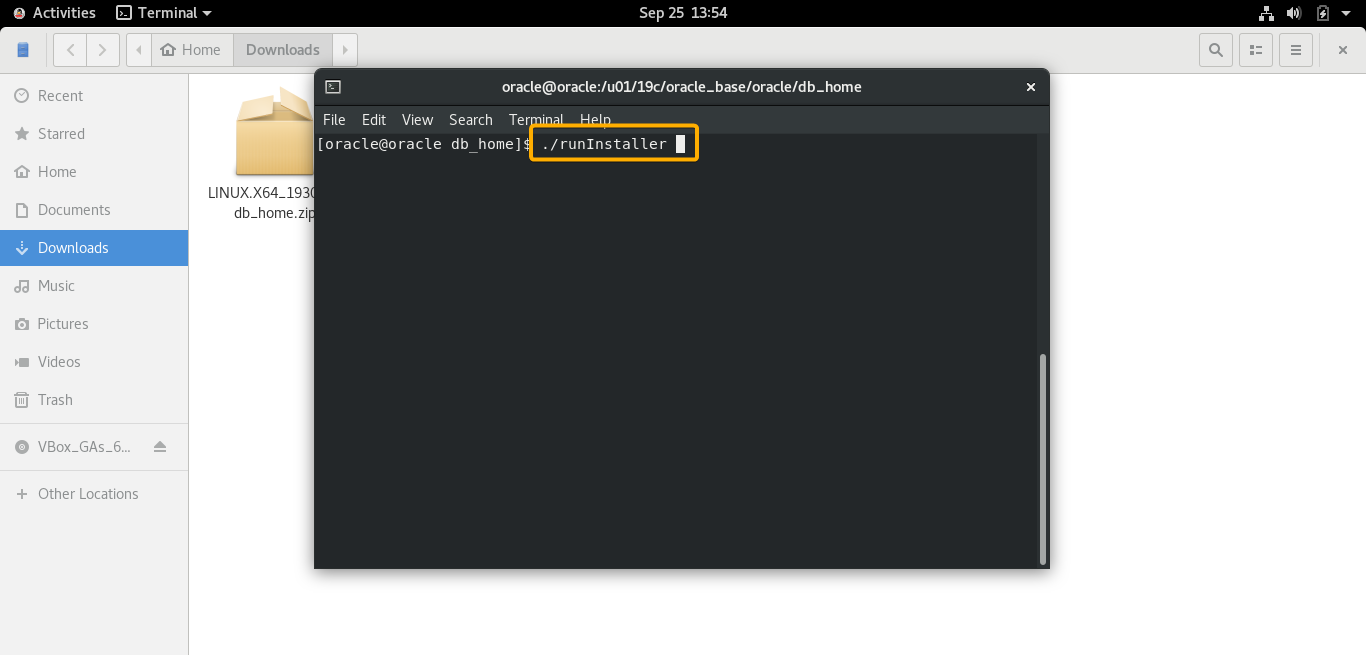 Activities Terminal Sep 25 13:54
Home Downloads
oracle@oracle:/u01/19c/oracle_base/oracle/db_home
File Edit View Search Terminal Help
[oracle@oracle db_home]$ ./runInstaller
Recent
Starred
Home
Documents
Downloads
Music
Pictures
Videos
Trash
VBox_GAs_6...
Other Locations
LINUX.X64_1930
db_home.zip